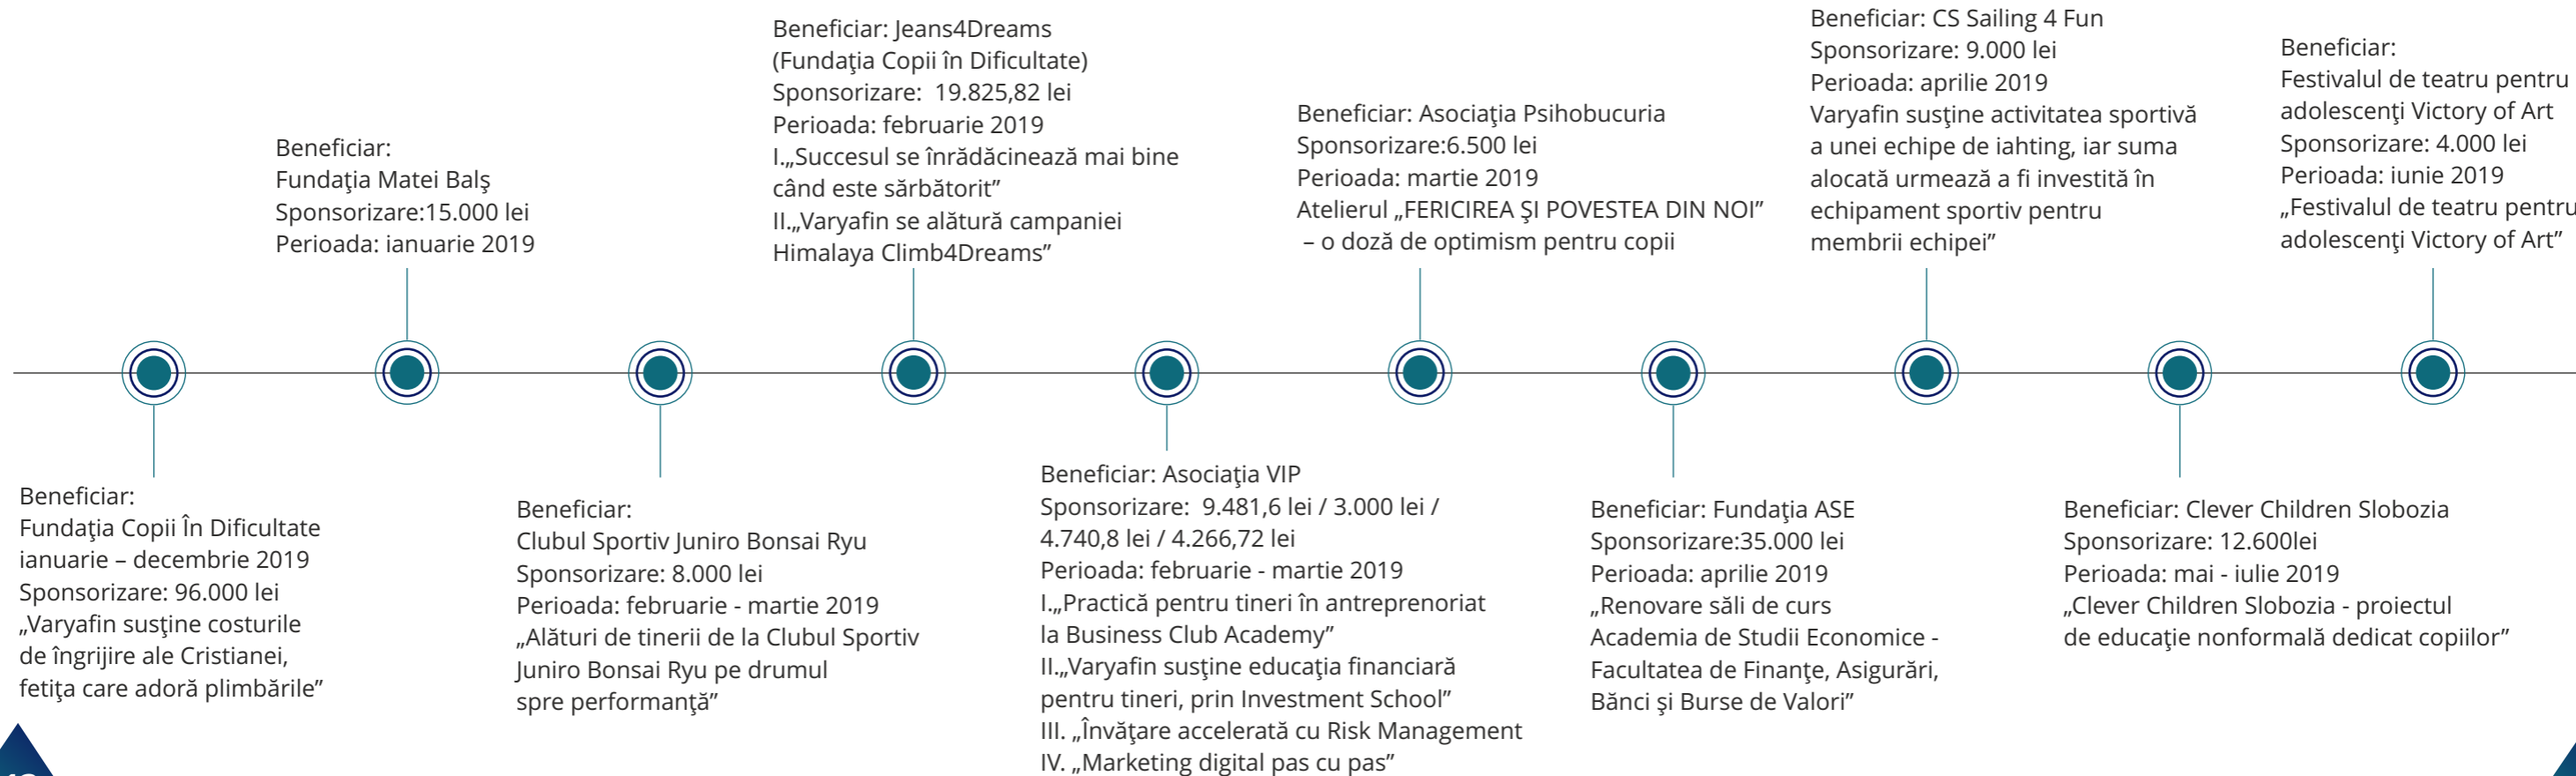 Beneficiar:
Fundaţia Copii În Dificultate
ianuarie – decembrie 2019
Sponsorizare: 96.000 lei
„Varyafin susţine costurile
de îngrijire ale Cristianei,
fetiţa care adoră plimbările”
Beneficiar:
Fundaţia Matei Balş
Sponsorizare:15.000 lei
Perioada: ianuarie 2019
Beneficiar:
Clubul Sportiv Juniro Bonsai Ryu
Sponsorizare: 8.000 lei
Perioada: februarie - martie 2019
„Alături de tinerii de la Clubul Sportiv
Juniro Bonsai Ryu pe drumul
spre performanţă”
Beneficiar: Jeans4Dreams
(Fundaţia Copii în Dificultate)
Sponsorizare:  19.825,82 lei
Perioada: februarie 2019
I.„Succesul se înrădăcinează mai bine
când este sărbătorit”
II.„Varyafin se alătură campaniei
Himalaya Climb4Dreams”
Beneficiar: Asociaţia VIP
Sponsorizare:  9.481,6 lei / 3.000 lei /
4.740,8 lei / 4.266,72 lei
Perioada: februarie - martie 2019
I.„Practică pentru tineri în antreprenoriat
la Business Club Academy”
II.„Varyafin susţine educaţia financiară
pentru tineri, prin Investment School”
III. „Învăţare accelerată cu Risk Management
IV. „Marketing digital pas cu pas”
Beneficiar: Asociaţia Psihobucuria
Sponsorizare:6.500 lei
Perioada: martie 2019
Atelierul „FERICIREA ŞI POVESTEA DIN NOI”
– o doză de optimism pentru copii
Beneficiar: Fundaţia ASE
Sponsorizare:35.000 lei
Perioada: aprilie 2019
„Renovare săli de curs
Academia de Studii Economice -
Facultatea de Finanţe, Asigurări,
Bănci şi Burse de Valori”
Beneficiar: CS Sailing 4 Fun
Sponsorizare: 9.000 lei
Perioada: aprilie 2019
Varyafin susţine activitatea sportivă
a unei echipe de iahting, iar suma
alocată urmează a fi investită în
echipament sportiv pentru
membrii echipei”
Beneficiar: Clever Children Slobozia
Sponsorizare: 12.600lei
Perioada: mai - iulie 2019
„Clever Children Slobozia - proiectul
de educaţie nonformală dedicat copiilor”
Beneficiar:
Festivalul de teatru pentru
adolescenţi Victory of Art
Sponsorizare: 4.000 lei
Perioada: iunie 2019
„Festivalul de teatru pentru
adolescenţi Victory of Art”